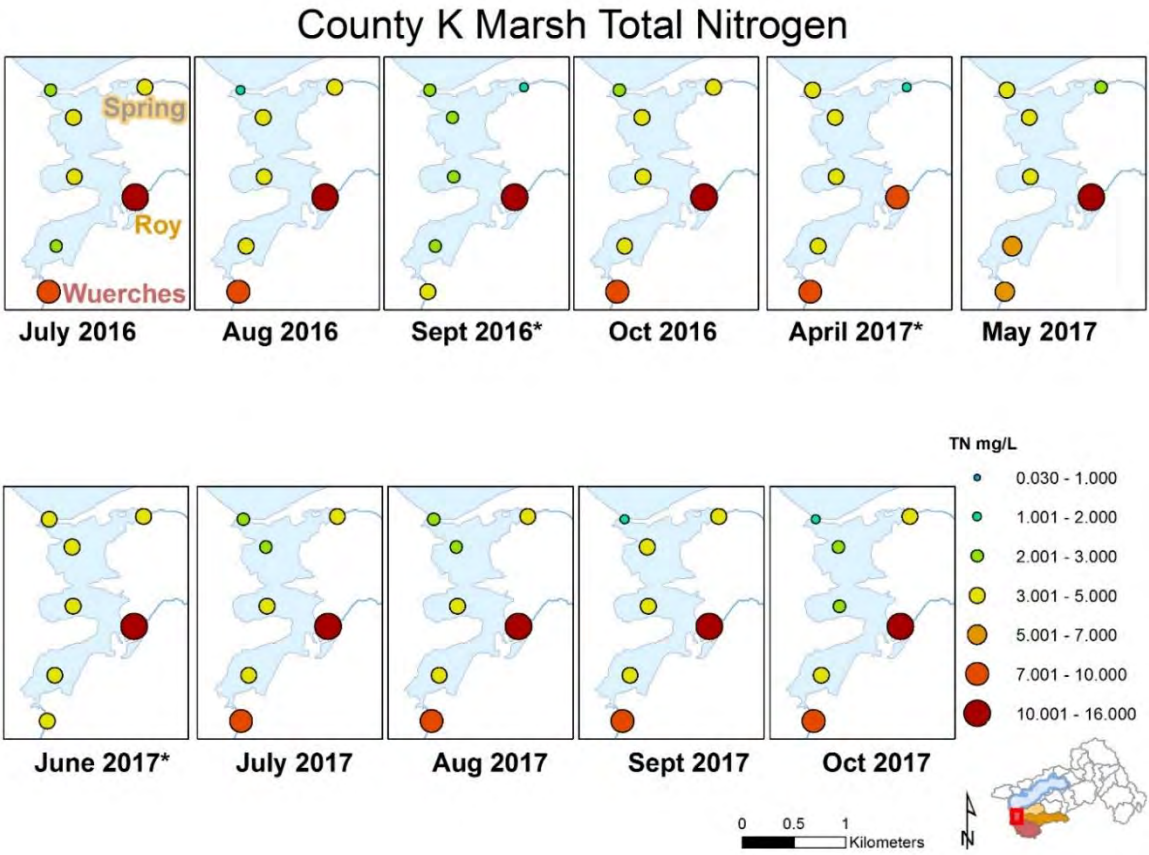 County K Marsh Total Nitrogen
Spring
Roy
Wuerches
July 2016
Aug 2016
Sept 2016*
Oct 2016
April 2017*
May 2017
TN mg/L
0.030 - 1.000
1.001 - 2.000
2.001 - 3.000
3.001 - 5.000
5.001 - 7.000
7.001 - 10.000
10.001 - 16.000
June 2017*
July 2017
Aug 2017
Sept 2017
Oct 2017
0 0.5 1
Kilometers
N